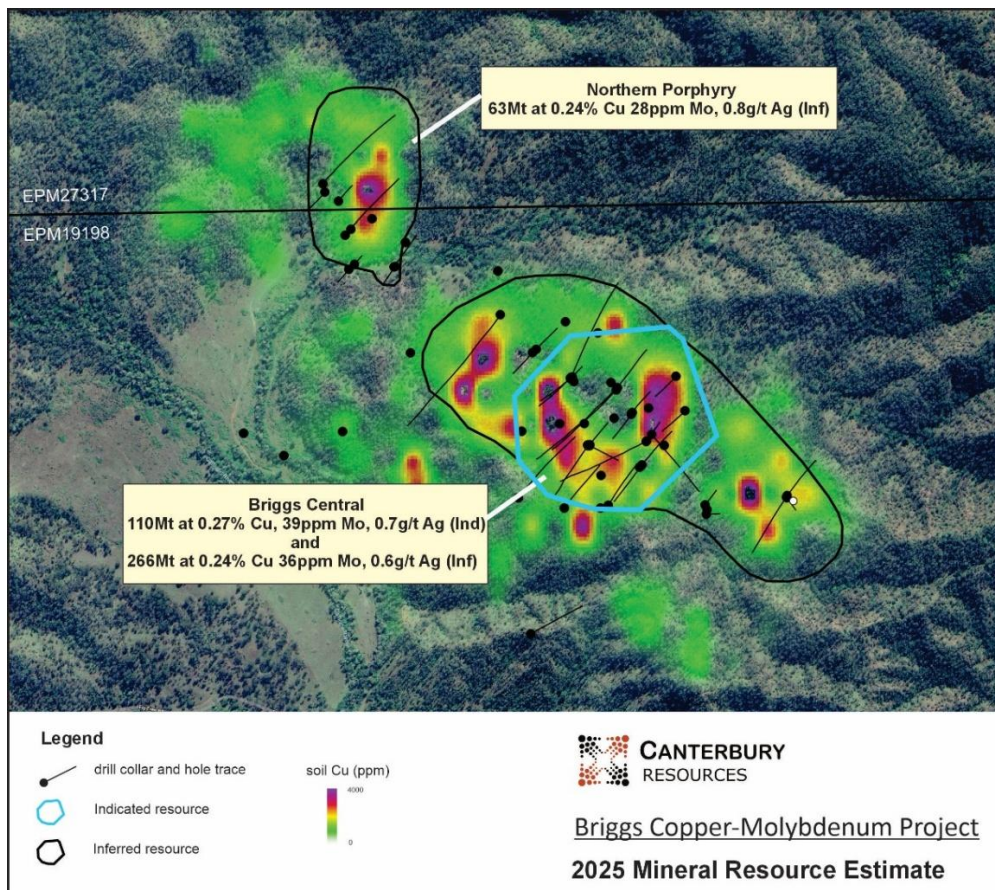 Northern Porphyry
63Mt at 0.24% Cu 28ppm Mo, 0.8g/t Ag (Inf)
EPM27317
EPM19198
Briggs Central
110Mt at 0.27% Cu, 39ppm Mo, 0.7g/t Ag (Ind)
and
266Mt at 0.24% Cu 36ppm Mo, 0.6g/t Ag (Inf)
Legend
drill collar and hole trace
Indicated resource
Inferred resource
soil Cu (ppm)
4000
0
CANTERBURY
RESOURCES
Briggs Copper-Molybdenum Project
2025 Mineral Resource Estimate